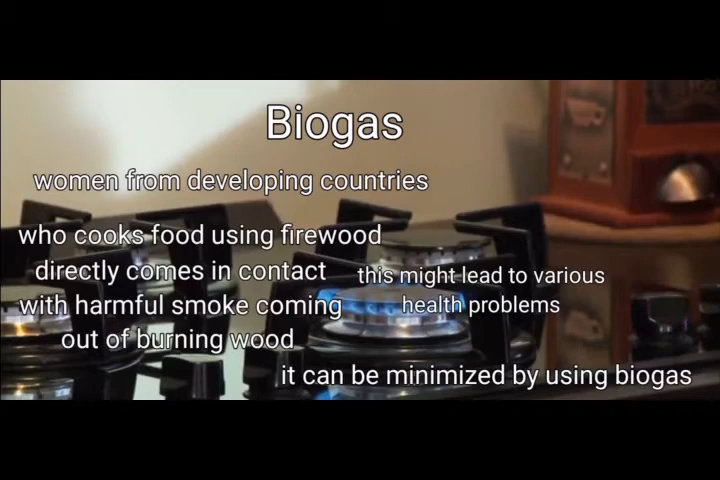 Biogas
women from developing countries
who cooks food using firewood
directly comes in contact
with harmful smoke coming
out of burning wood
this might lead to various
health problems
it can be minimized by using biogas